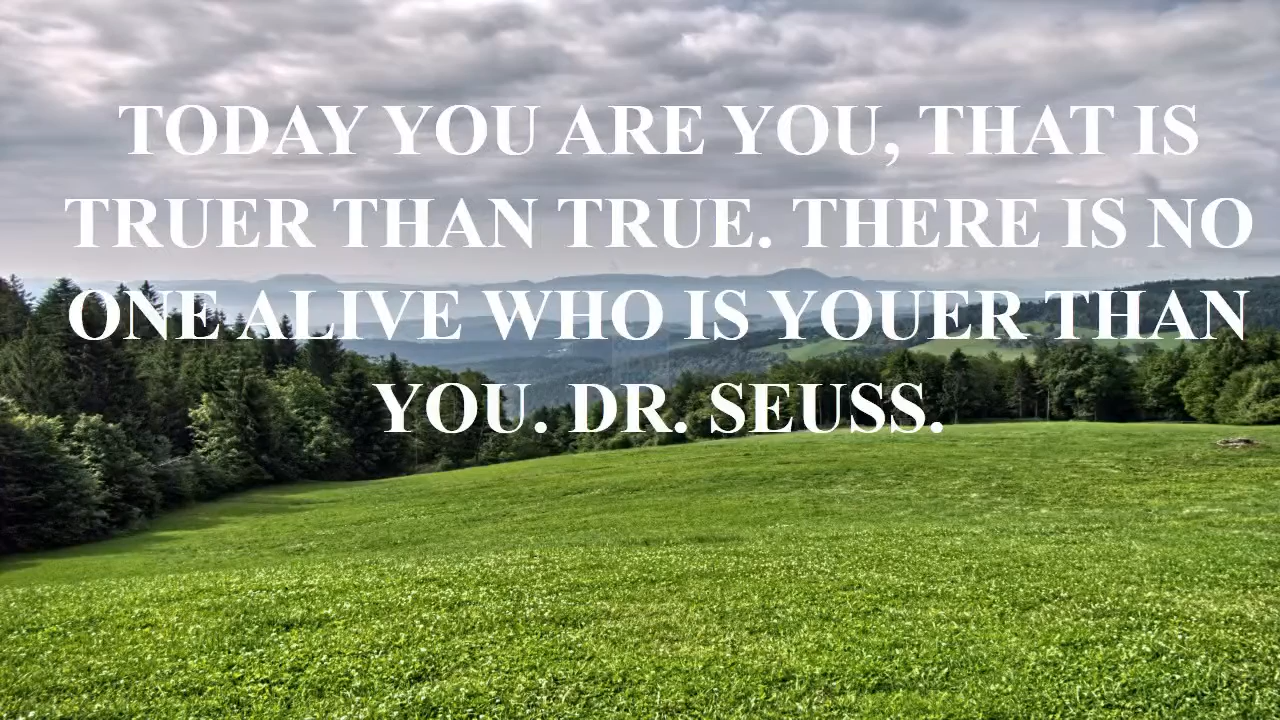 TODAY YOU ARE YOU, THAT IS
TRUER THAN TRUE. THERE IS NO
ONE ALIVE WHO IS YOUER THAN
YOU. DR. SEUSS.